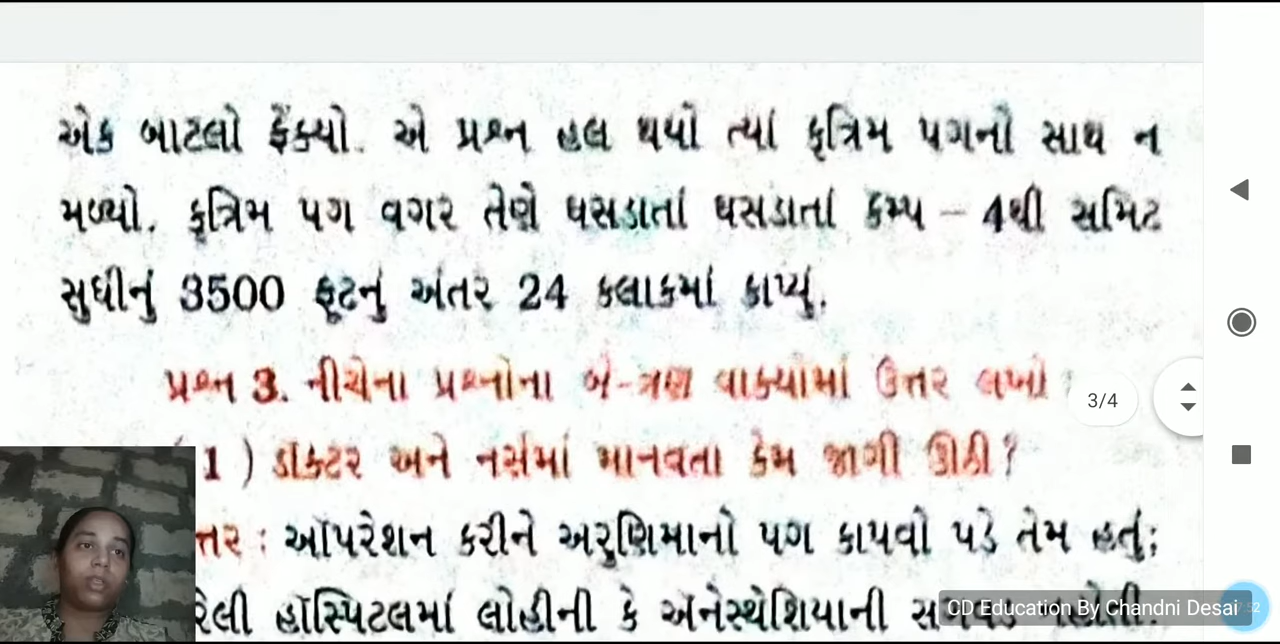 એક બાટલો ફેંક્યો. એ પ્રશ્ન હલ થયો ત્યાં કૃત્રિમ પગનો સાથ ન
મળ્યો. કૃત્રિમ પગ વગર તેણે ઘસડાતાં ઘસડાતાં કૅમ્પ – 4થી સમિટ
સુધીનું 3500 ફૂટનું અંતર 24 કલાકમાં કાપ્યું.
પ્રશ્ન 3. નીચેના પ્રશ્નોના બે-ત્રણ વાક્યોમાં ઉત્તર લખો :
3/4
1 ) ડૉક્ટર અને નર્સમાં માનવતા કેમ જાગી ઊઠી?
ત્તર : ઑપરેશન કરીને અરુણિમાનો પગ કાપવો પડે તેમ હતું;
રેલી હૉસ્પિટલમાં લોહીની કે ઍનેસ્થેશિયાની નહોતી.
CD Education By Chandni Desai